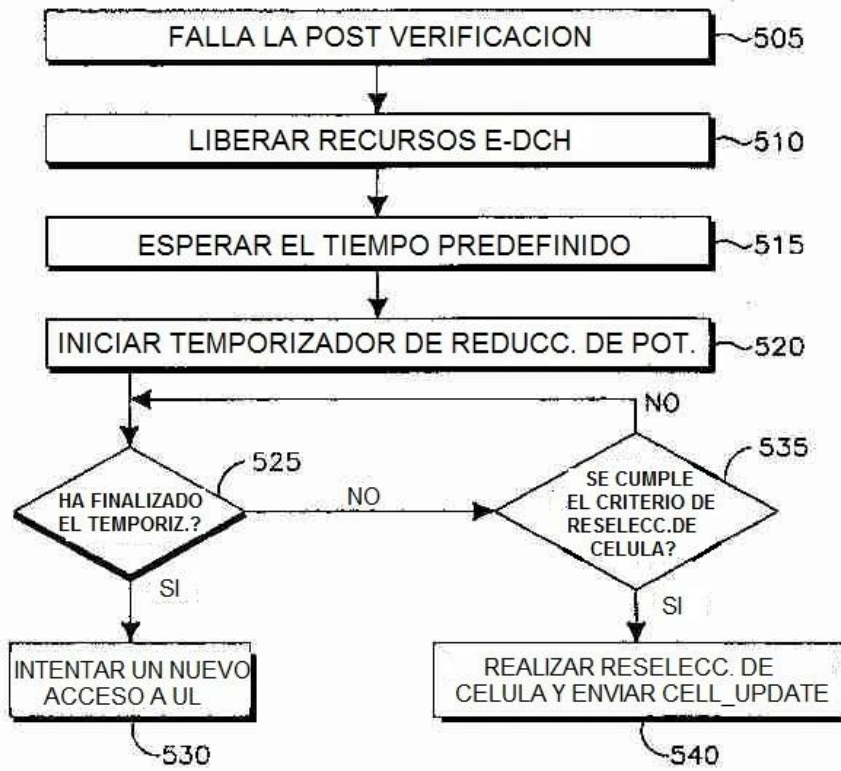 FALLA LA POST VERIFICACION
505
LIBERAR RECURSOS E-DCH
510
ESPERAR EL TIEMPO PREDEFINIDO
515
INICIAR TEMPORIZADOR DE REDUCC. DE POT.
520
NO
525
535
HA FINALIZADO
EL TEMPORIZ.?
NO
SE CUMPLE
EL CRITERIO DE
RESELECC.DE
CELULA?
SI
SI
INTENTAR UN NUEVO
ACCESO A UL
530
REALIZAR RESELECC. DE
CELULA Y ENVIAR CELL_UPDATE
540